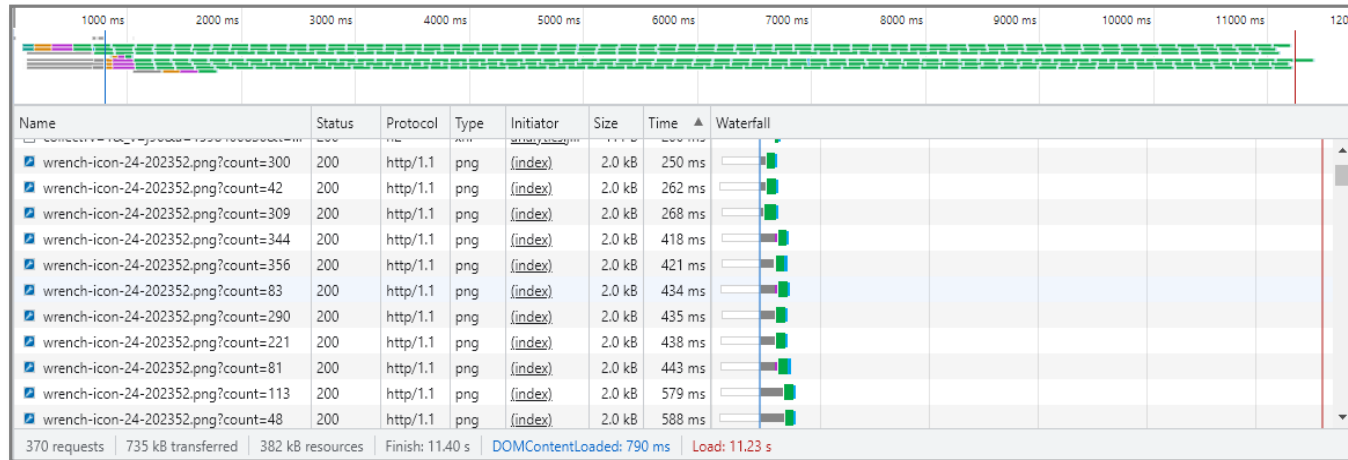 1000 ms 2000 ms 3000 ms 4000 ms 5000 ms 6000 ms 7000 ms 8000 ms 9000 ms 10000 ms 11000 ms 120
Name Status Protocol Type Initiator Size Time ▲ Waterfall
wrench-icon-24-202352.png?count=300 200 http/1.1 png (index) 2.0 kB 250 ms
wrench-icon-24-202352.png?count=42 200 http/1.1 png (index) 2.0 kB 262 ms
wrench-icon-24-202352.png?count=309 200 http/1.1 png (index) 2.0 kB 268 ms
wrench-icon-24-202352.png?count=344 200 http/1.1 png (index) 2.0 kB 418 ms
wrench-icon-24-202352.png?count=356 200 http/1.1 png (index) 2.0 kB 421 ms
wrench-icon-24-202352.png?count=83 200 http/1.1 png (index) 2.0 kB 434 ms
wrench-icon-24-202352.png?count=290 200 http/1.1 png (index) 2.0 kB 435 ms
wrench-icon-24-202352.png?count=221 200 http/1.1 png (index) 2.0 kB 438 ms
wrench-icon-24-202352.png?count=81 200 http/1.1 png (index) 2.0 kB 443 ms
wrench-icon-24-202352.png?count=113 200 http/1.1 png (index) 2.0 kB 579 ms
wrench-icon-24-202352.png?count=48 200 http/1.1 png (index) 2.0 kB 588 ms
370 requests 735 kB transferred 382 kB resources Finish: 11.40 s DOMContentLoaded: 790 ms Load: 11.23 s